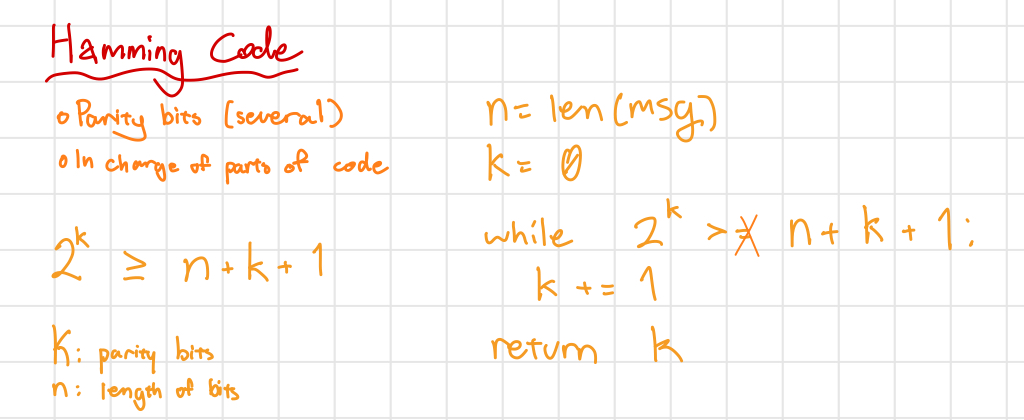 Hamming Code
o Parity bits (several)
o In charge of parts of code
2^k ≥ n + k + 1
K: parity bits
n: length of bits
n = len(msg)
k = 0
while 2^k > n + k + 1:
k += 1
return k